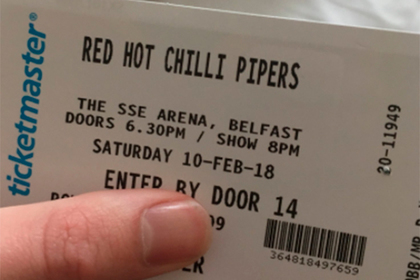 ticketmaster®
RED HOT CHILLI PIPERS
THE SSE ARENA, BELFAST
DOORS 6.30PM / SHOW 8PM
SATURDAY 10-FEB-18
ENTER BY DOOR 14
364818497659
20-11949